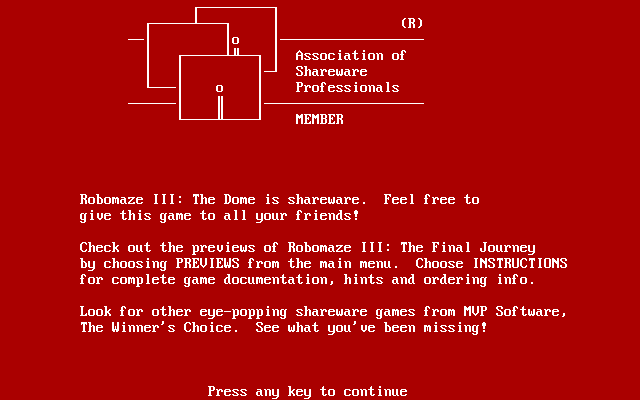 (R)
Association of
Shareware
Professionals
MEMBER
Robomaze III: The Dome is shareware.  Feel free to
give this game to all your friends!
Check out the previews of Robomaze III: The Final Journey
by choosing PREVIEWS from the main menu.  Choose INSTRUCTIONS
for complete game documentation, hints and ordering info.
Look for other eye-popping shareware games from MVP Software,
The Winner's Choice.  See what you've been missing!
Press any key to continue